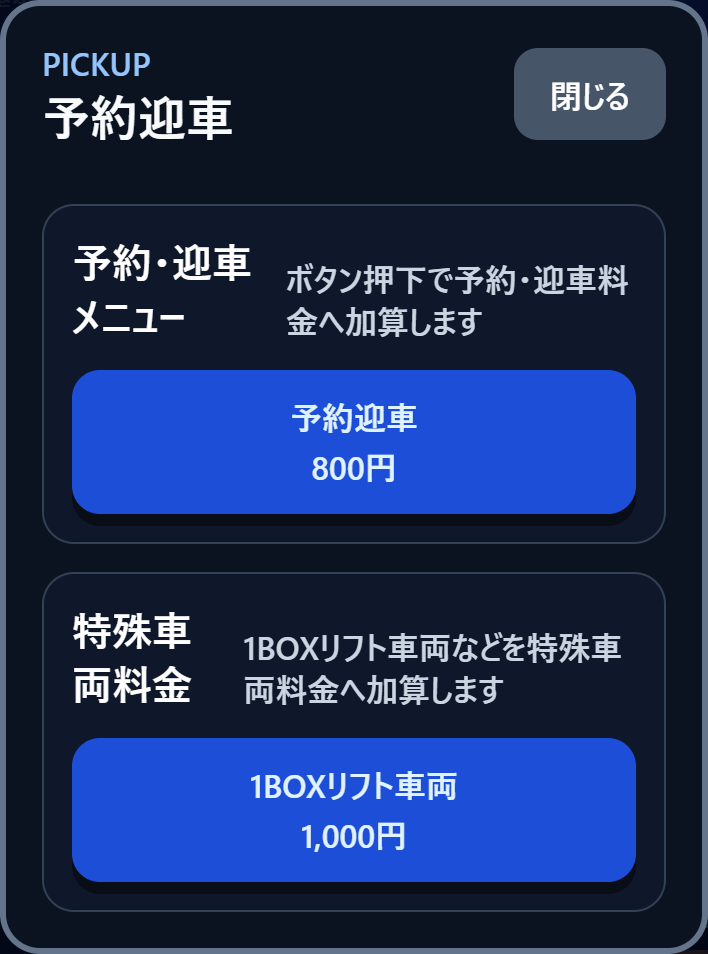 PICKUP
予約迎車
閉じる
予約・迎車
メニュー
ボタン押下で予約・迎車料
金へ加算します
予約迎車
800円
特殊車
両料金
1BOXリフト車両などを特殊車
両料金へ加算します
1BOXリフト車両
1,000円